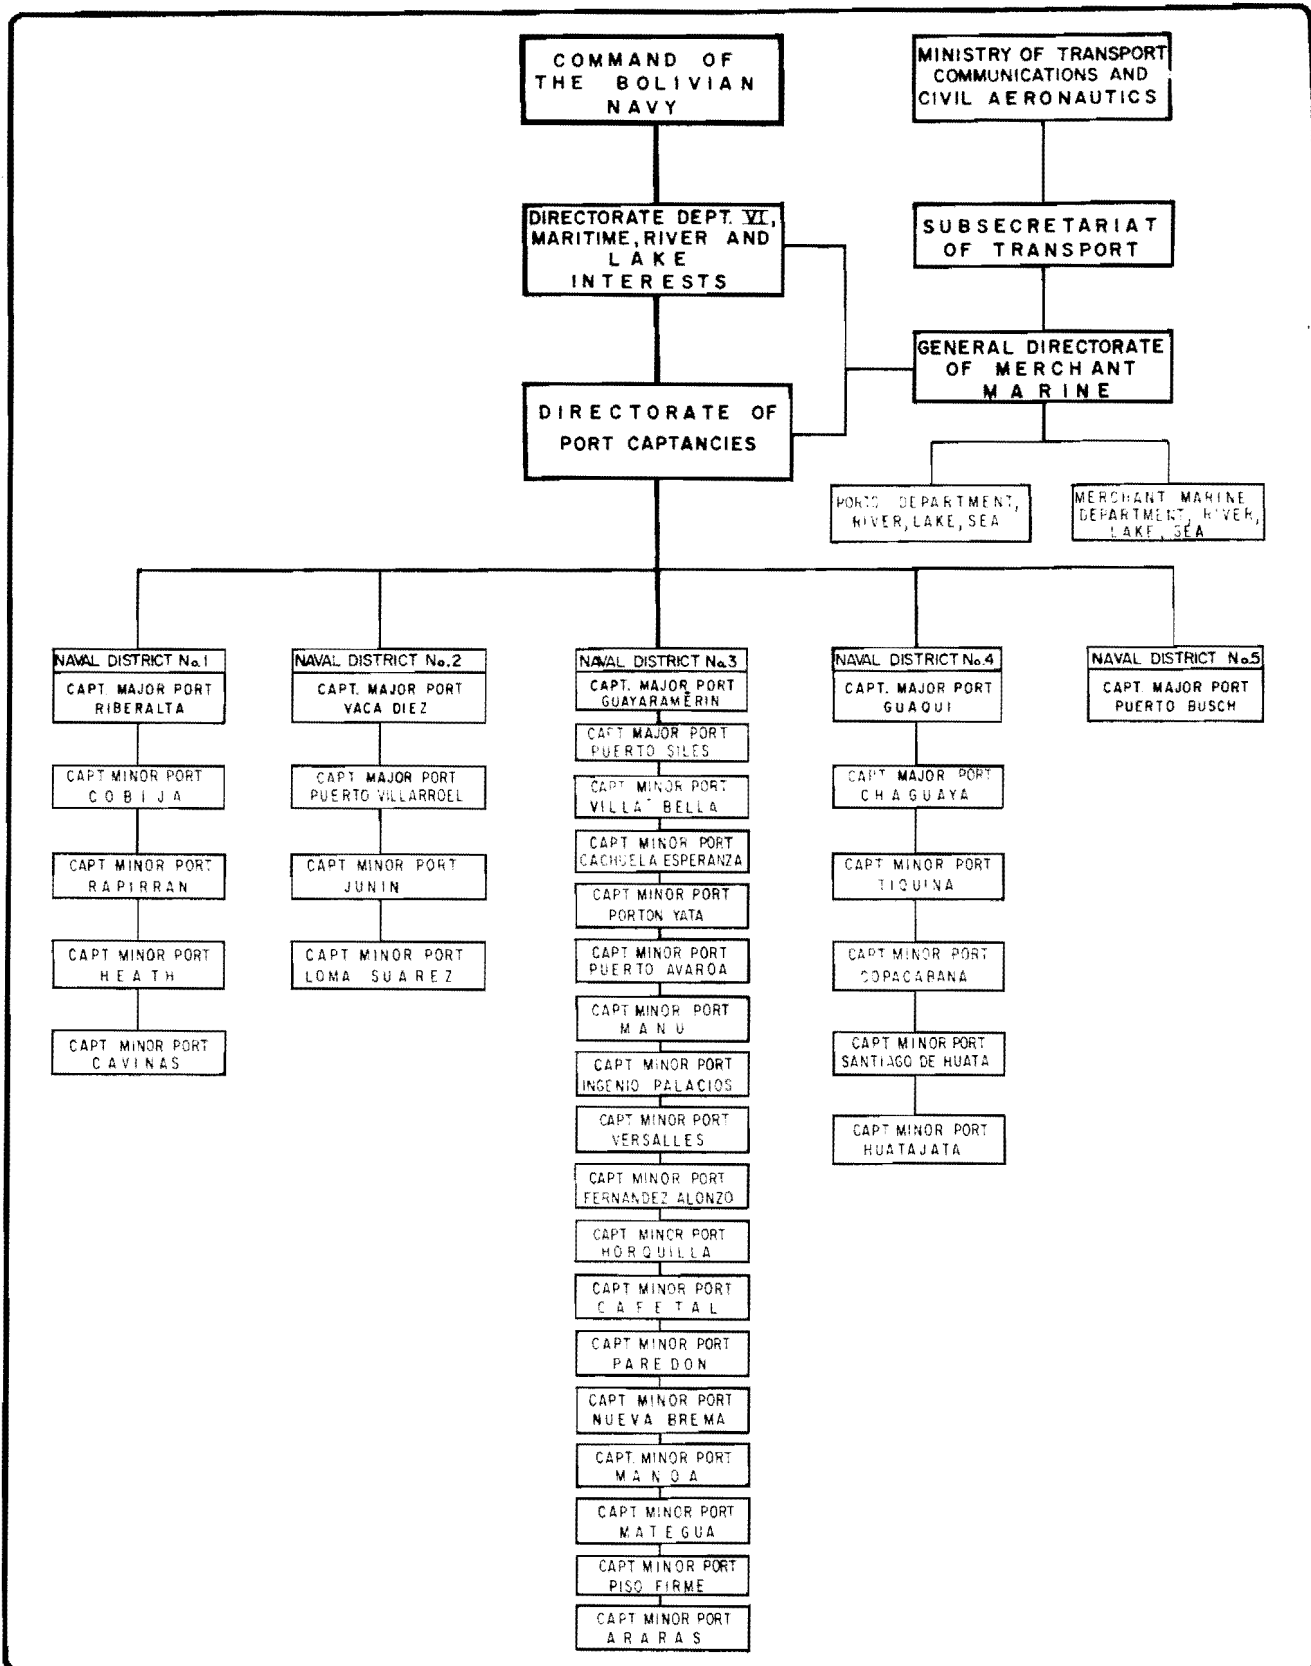 COMMAND OF
THE BOLIVIAN
NAVY
MINISTRY OF TRANSPORT
COMMUNICATIONS AND
CIVIL AERONAUTICS
DIRECTORATE DEPT. VI,
MARITIME, RIVER AND
LAKE
INTERESTS
SUBSECRETARIAT
OF TRANSPORT
GENERAL DIRECTORATE
OF MERCHANT
MARINE
DIRECTORATE OF
PORT CAPTANCIES
PORTS DEPARTMENT,
RIVER, LAKE, SEA
MERCHANT MARINE
DEPARTMENT, RIVER,
LAKE, SEA
NAVAL DISTRICT No.1
CAPT. MAJOR PORT
RIBERALTA
CAPT MINOR PORT
COBIJA
CAPT MINOR PORT
RAPIRRAN
CAPT MINOR PORT
HEATH
CAPT MINOR PORT
CAVINAS
NAVAL DISTRICT No.2
CAPT. MAJOR PORT
VACA DIEZ
CAPT MAJOR PORT
PUERTO VILLARROEL
CAPT MINOR PORT
JUNIN
CAPT MINOR PORT
LOMA SUAREZ
NAVAL DISTRICT No.3
CAPT. MAJOR PORT
GUAYARAMĒRIN
CAPT MAJOR PORT
PUERTO SILES
CAPT MINOR PORT
VILLA BELLA
CAPT MINOR PORT
CACHUELA ESPERANZA
CAPT MINOR PORT
PORTON YATA
CAPT MINOR PORT
PUERTO AVAROA
CAPT MINOR PORT
MANU
CAPT MINOR PORT
INGENIO PALACIOS
CAPT MINOR PORT
VERSALLES
CAPT MINOR PORT
FERNANDEZ ALONZO
CAPT MINOR PORT
HORQUILLA
CAPT MINOR PORT
CAFETAL
CAPT MINOR PORT
PAREDON
CAPT MINOR PORT
NUEVA BREMA
CAPT. MINOR PORT
MANOA
CAPT MINOR PORT
MATEGUA
CAPT MINOR PORT
PISO FIRME
CAPT MINOR PORT
ARARAS
NAVAL DISTRICT No.4
CAPT. MAJOR PORT
GUAQUI
CAPT MAJOR PORT
CHAGUAYA
CAPT MINOR PORT
TIQUINA
CAPT MINOR PORT
COPACABANA
CAPT MINOR PORT
SANTIAGO DE HUATA
CAPT MINOR PORT
HUATAJATA
NAVAL DISTRICT No.5
CAPT. MAJOR PORT
PUERTO BUSCH